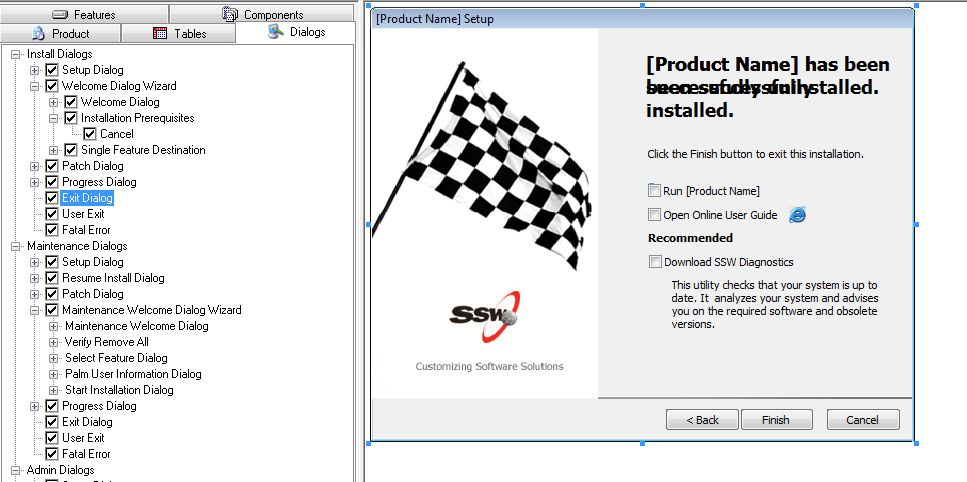 Features
Components
Product
Tables
Dialogs
Install Dialogs
Setup Dialog
Welcome Dialog Wizard
Welcome Dialog
Installation Prerequisites
Cancel
Single Feature Destination
Patch Dialog
Progress Dialog
Exit Dialog
User Exit
Fatal Error
Maintenance Dialogs
Setup Dialog
Resume Install Dialog
Patch Dialog
Maintenance Welcome Dialog Wizard
Maintenance Welcome Dialog
Verify Remove All
Select Feature Dialog
Palm User Information Dialog
Start Installation Dialog
Progress Dialog
Exit Dialog
User Exit
Fatal Error
Admin Dialogs
[Product Name] Setup
SSW
Customizing Software Solutions
[Product Name] has been
installed.
Click the Finish button to exit this installation.
Run [Product Name]
Open Online User Guide
Recommended
Download SSW Diagnostics
This utility checks that your system is up to
date. It analyzes your system and advises
you on the required software and obsolete
versions.
< Back
Finish
Cancel